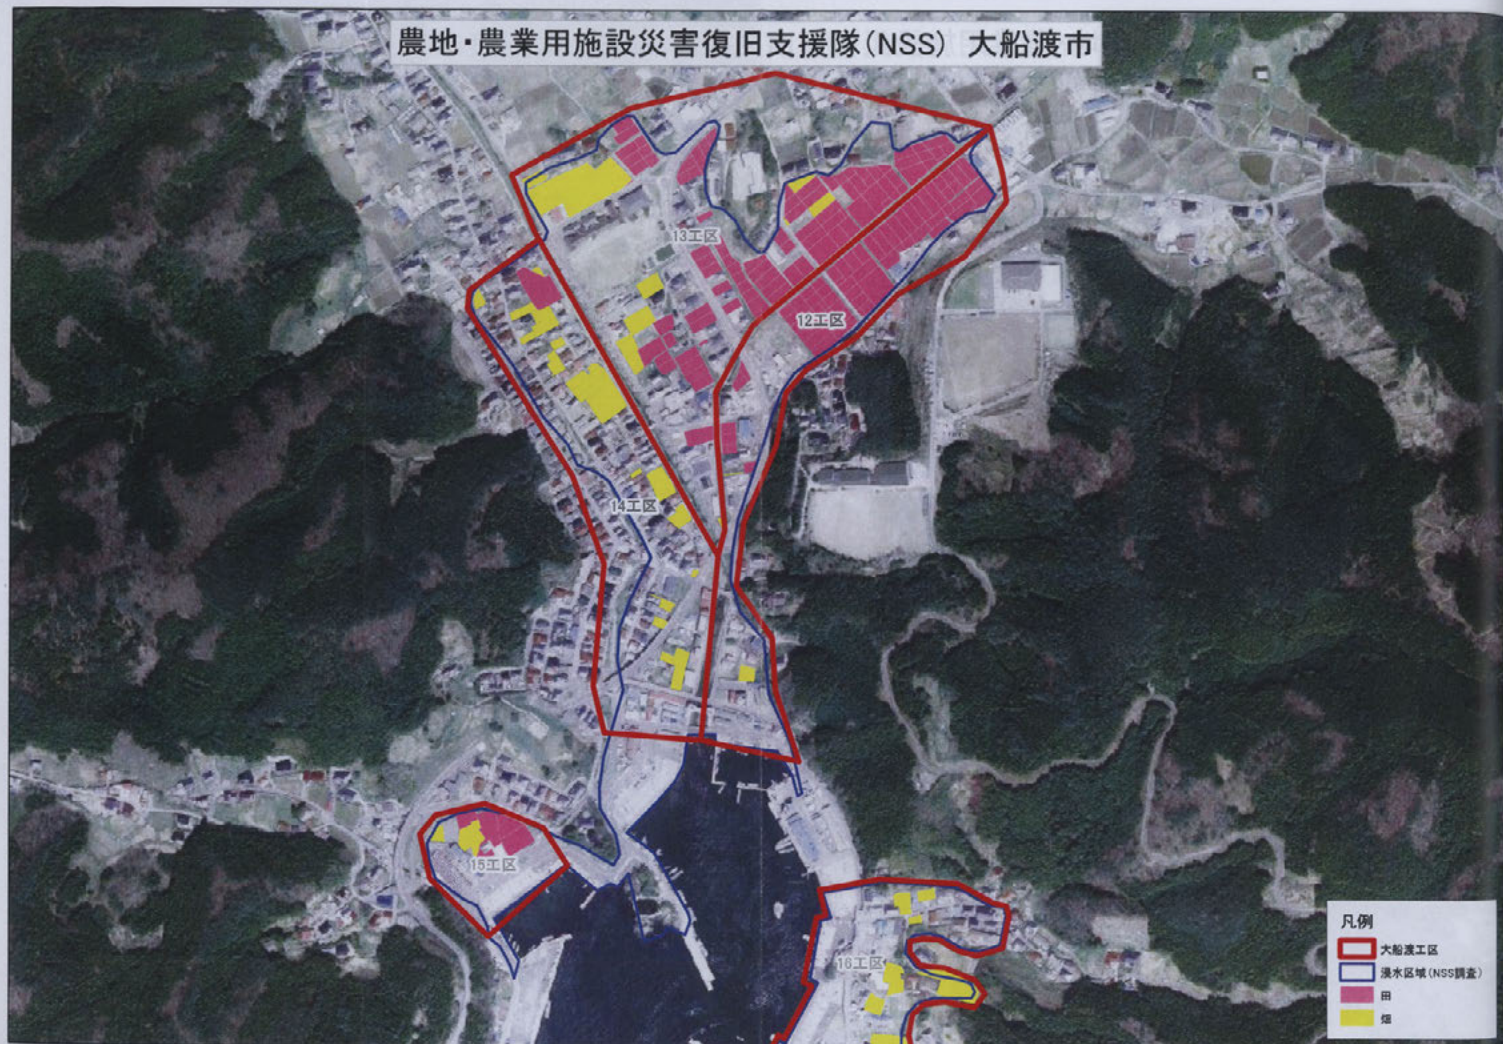 農地・農業用施設災害復旧支援隊(NSS) 大船渡市
13工区
12工区
14工区
15工区
16工区
凡例
大船渡工区
浸水区域(NSS調査)
田
畑